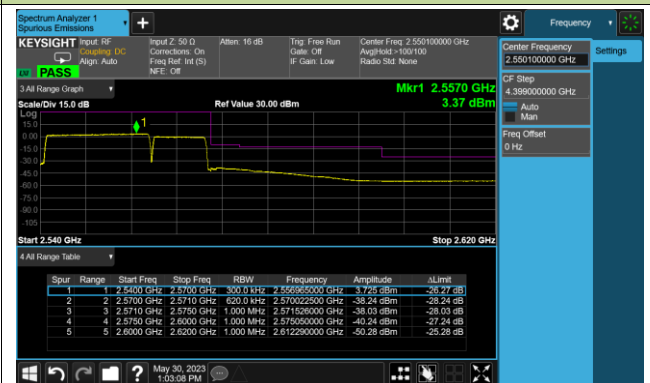 Spectrum Analyzer 1
Spurious Emissions
Frequency
KEYSIGHT Input: RF Input Z: 50 Ω Atten: 16 dB Trig: Free Run Center Freq: 2.550100000 GHz
Coupling: DC Corrections: On Gate: Off Avg|Hold:>100/100
Align: Auto Freq Ref: Int (S) IF Gain: Low Radio Std: None
NFE: Off
LXI PASS
Center Frequency
2.550100000 GHz
Settings
CF Step
4.399000000 GHz
Auto
Man
Freq Offset
0 Hz
3 All Range Graph
Mkr1 2.5570 GHz
Scale/Div 15.0 dB Ref Value 30.00 dBm 3.37 dBm
Log
1
15.0
0.00
-15.0
-30.0
-45.0
-60.0
-75.0
-90.0
-105
Start 2.540 GHz Stop 2.620 GHz
4 All Range Table
Spur Range Start Freq Stop Freq RBW Frequency Amplitude ΔLimit
1 1 2.5400 GHz 2.5700 GHz 300.0 kHz 2.556965000 GHz 3.725 dBm -26.27 dB
2 2 2.5700 GHz 2.5710 GHz 620.0 kHz 2.570022500 GHz -38.24 dBm -28.24 dB
3 3 2.5710 GHz 2.5750 GHz 1.000 MHz 2.571526000 GHz -38.03 dBm -28.03 dB
4 4 2.5750 GHz 2.6000 GHz 1.000 MHz 2.575050000 GHz -40.24 dBm -27.24 dB
5 5 2.6000 GHz 2.6200 GHz 1.000 MHz 2.612290000 GHz -50.28 dBm -25.28 dB
May 30, 2023
1:03:08 PM